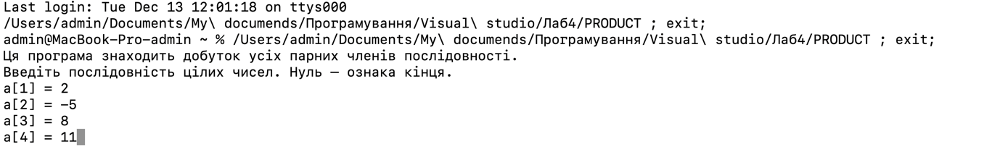 Last login: Tue Dec 13 12:01:18 on ttys000
/Users/admin/Documents/My\ documends/Програмування/Visual\ studio/Лаб4/PRODUCT ; exit;
admin@MacBook-Pro-admin ~ % /Users/admin/Documents/My\ documends/Програмування/Visual\ studio/Лаб4/PRODUCT ; exit;
Ця програма знаходить добуток усіх парних членів послідовності.
Введіть послідовність цілих чисел. Нуль — ознака кінця.
a[1] = 2
a[2] = -5
a[3] = 8
a[4] = 11